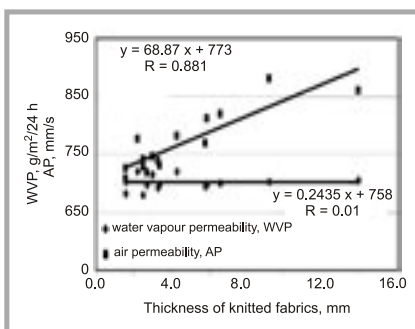 950
y = 68.87 x + 773
R = 0.881
850
WVP, g/m²/24 h
AP, mm/s
750
y = 0.2435 x + 758
R = 0.01
650
water vapour permeability, WVP
air permeability, AP
0
0.0 4.0 8.0 12.0 16.0
Thickness of knitted fabrics, mm